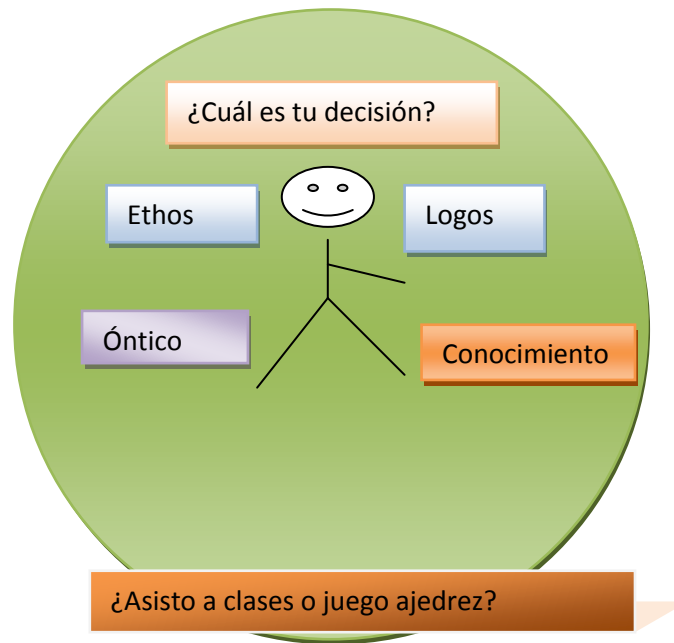 ¿Cuál es tu decisión?
Ethos
Logos
Óntico
Conocimiento
¿Asisto a clases o juego ajedrez?